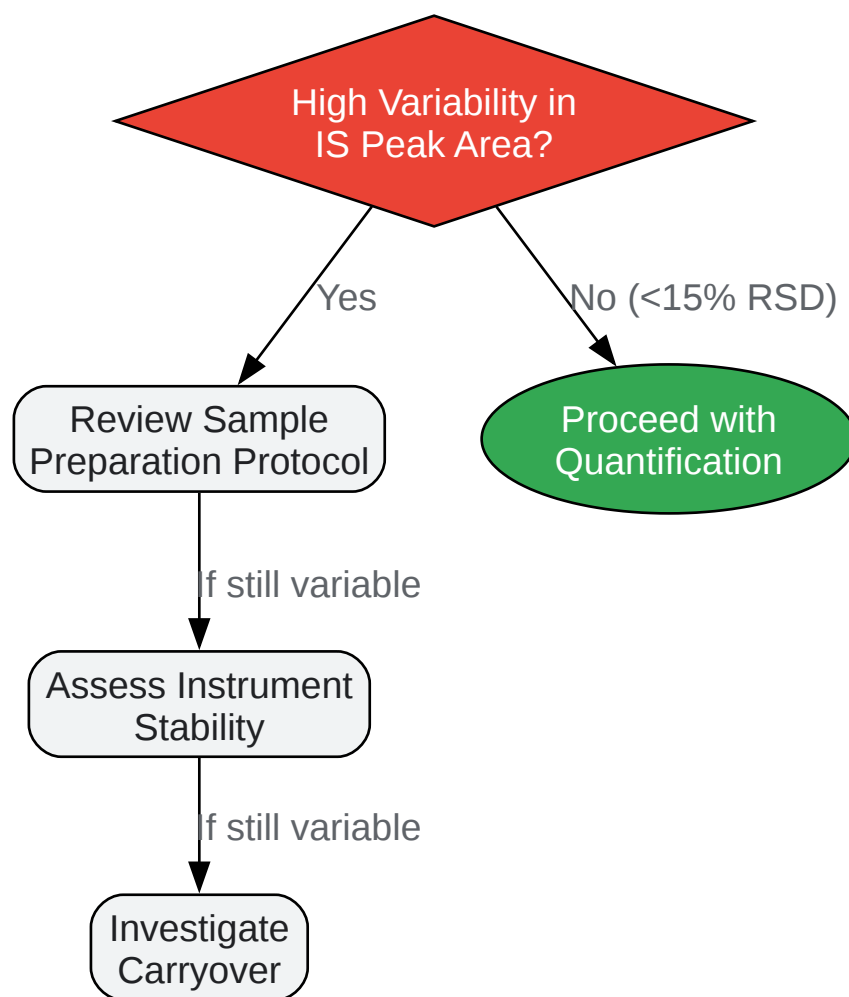 High Variability in
IS Peak Area?
Yes
No (<15% RSD)
Review Sample
Preparation Protocol
Proceed with
Quantification
If still variable
Assess Instrument
Stability
If still variable
Investigate
Carryover